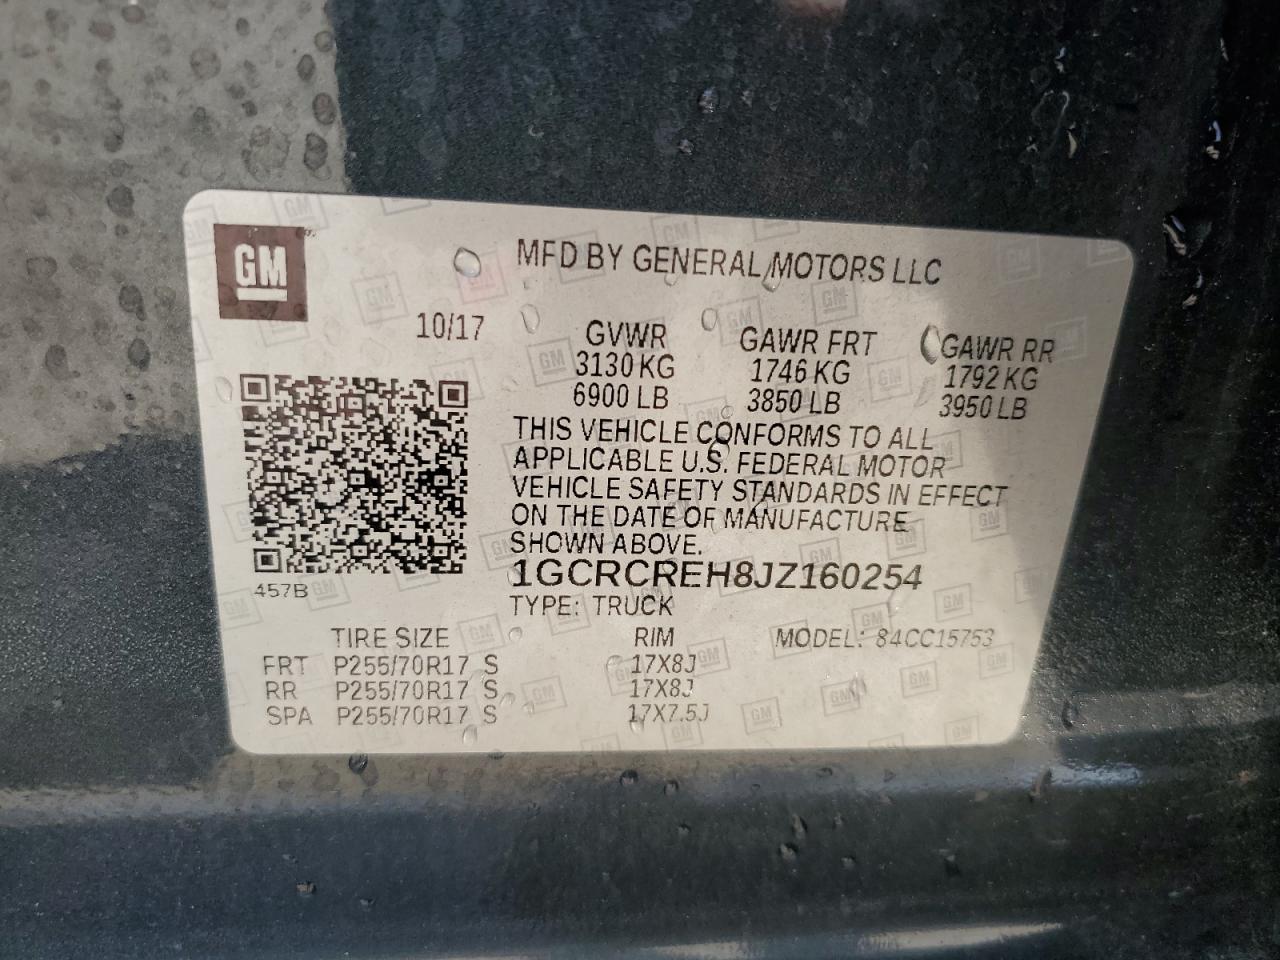 GM
MFD BY GENERAL MOTORS LLC
10/17
GVWR GAWR FRT GAWR RR
3130 KG 1746 KG 1792 KG
6900 LB 3850 LB 3950 LB
THIS VEHICLE CONFORMS TO ALL
APPLICABLE U.S. FEDERAL MOTOR
VEHICLE SAFETY STANDARDS IN EFFECT
ON THE DATE OF MANUFACTURE
SHOWN ABOVE.
1GCRCREH8JZ160254
457B
TYPE: TRUCK
TIRE SIZE RIM MODEL: 84CC15753
FRT P255/70R17 S 17X8J
RR P255/70R17 S 17X8J
SPA P255/70R17 S 17X7.5J